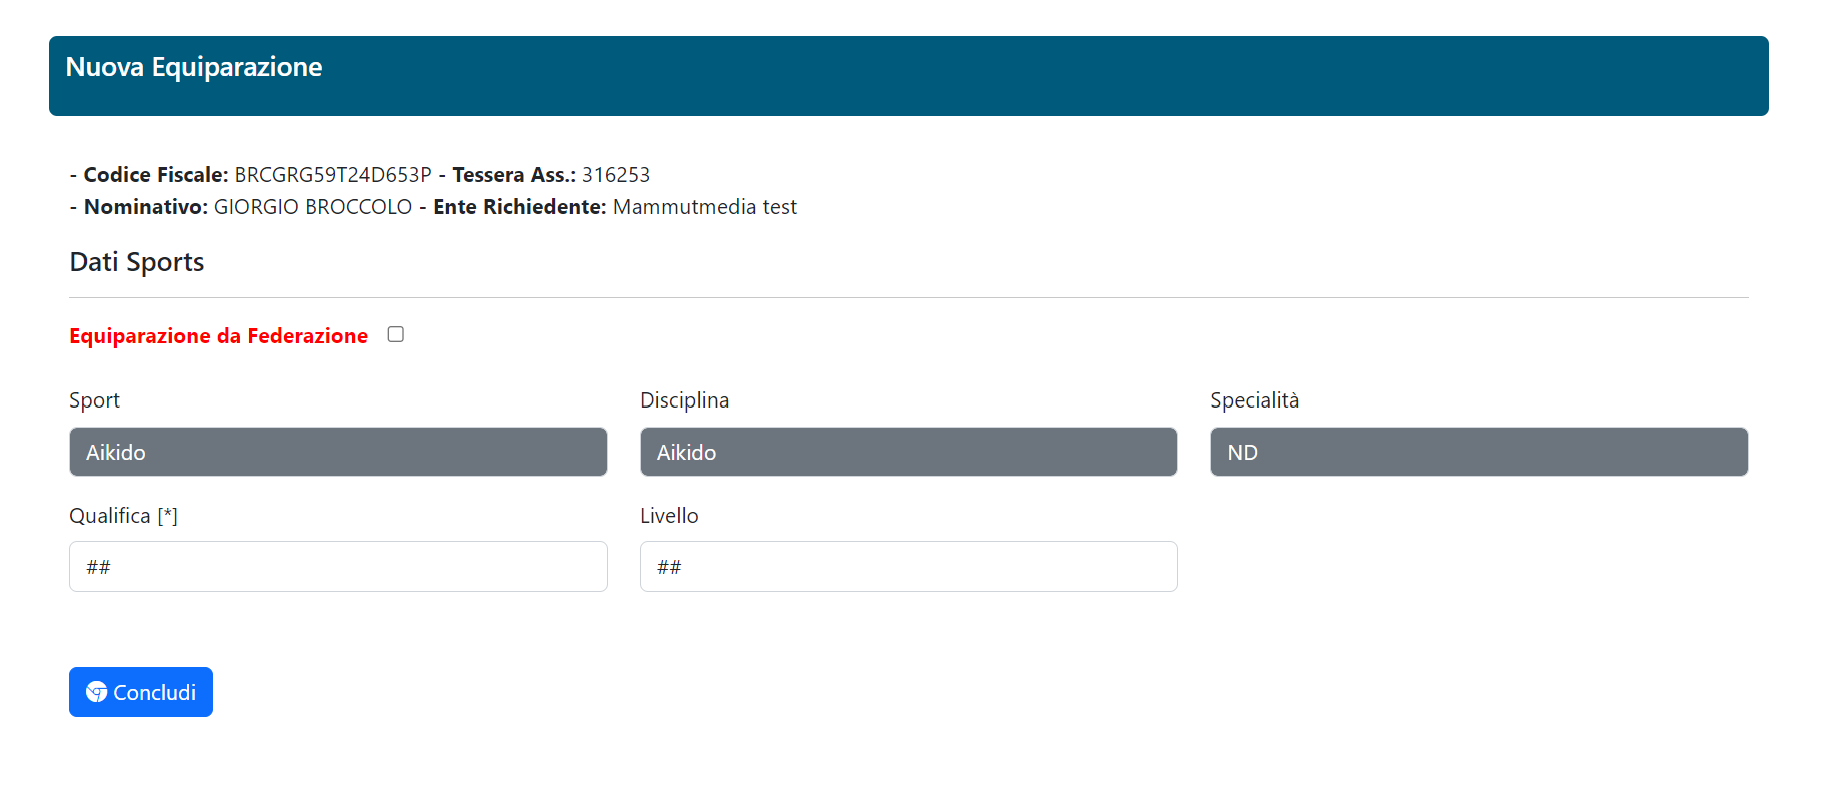 Nuova Equiparazione
- Codice Fiscale: BRCGRG59T24D653P - Tessera Ass.: 316253
- Nominativo: GIORGIO BROCCOLO - Ente Richiedente: Mammutmedia test
Dati Sports
Equiparazione da Federazione
Sport Disciplina Specialità
Aikido Aikido ND
Qualifica [*] Livello
## ##
Concludi